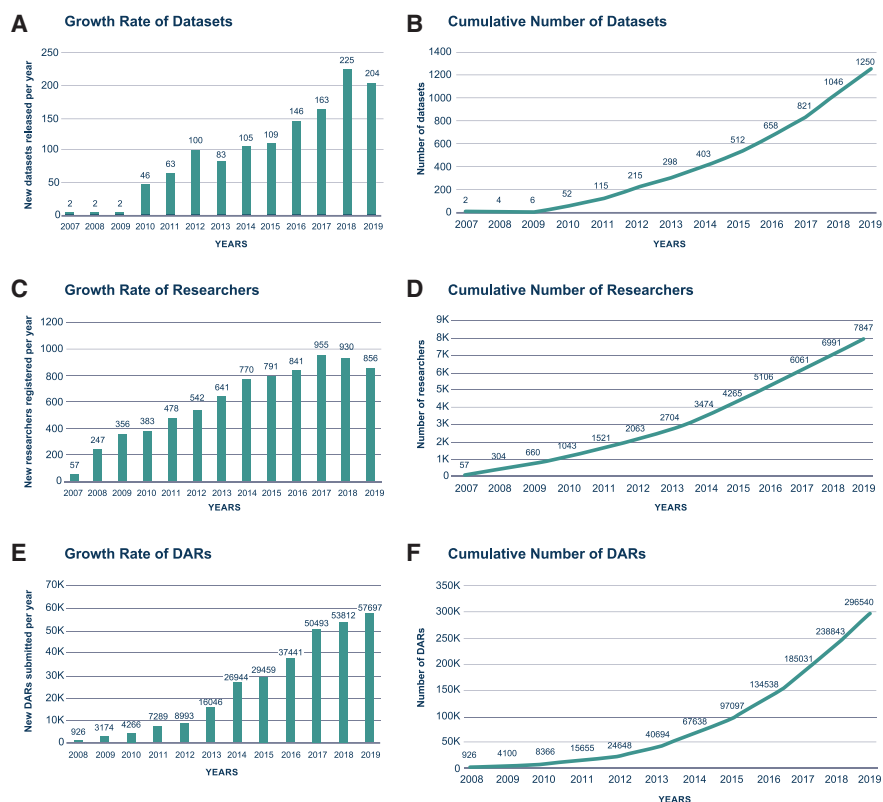 A Growth Rate of Datasets
New datasets released per year
250
200
150
100
50
0
2 2 2 46 63 100 83 105 109 146 163 225 204
2007 2008 2009 2010 2011 2012 2013 2014 2015 2016 2017 2018 2019
YEARS
B Cumulative Number of Datasets
Number of datasets
1400
1200
1000
800
600
400
200
0
2 4 6 52 115 215 298 403 512 658 821 1046 1250
2007 2008 2009 2010 2011 2012 2013 2014 2015 2016 2017 2018 2019
YEARS
C Growth Rate of Researchers
New researchers registered per year
1200
1000
800
600
400
200
0
57 247 356 383 478 542 641 770 791 841 955 930 856
2007 2008 2009 2010 2011 2012 2013 2014 2015 2016 2017 2018 2019
YEARS
D Cumulative Number of Researchers
Number of researchers
9K
8K
7K
6K
5K
4K
3K
2K
1K
0
57 304 660 1043 1521 2063 2704 3474 4265 5106 6061 6991 7847
2007 2008 2009 2010 2011 2012 2013 2014 2015 2016 2017 2018 2019
YEARS
E Growth Rate of DARs
New DARs submitted per year
70K
60K
50K
40K
30K
20K
10K
0
926 3174 4266 7289 8993 16046 26944 29459 37441 50493 53812 57697
2008 2009 2010 2011 2012 2013 2014 2015 2016 2017 2018 2019
YEARS
F Cumulative Number of DARs
Number of DARs
350K
300K
250K
200K
150K
100K
50K
0
926 4100 8366 15655 24648 40694 67638 97097 134538 185031 238843 296540
2008 2009 2010 2011 2012 2013 2014 2015 2016 2017 2018 2019
YEARS